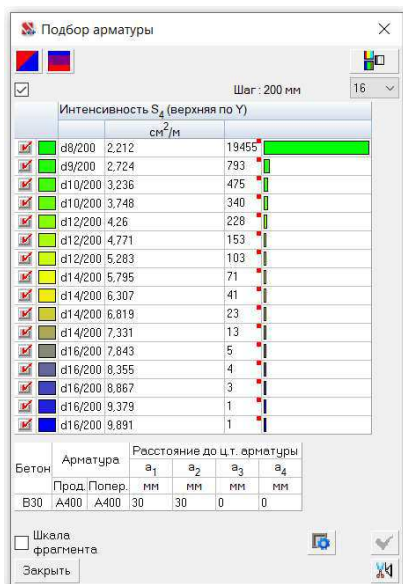 Подбор арматуры
Шаг : 200 мм
16
Интенсивность S4 (верхняя по Y)
см²/м
d8/200 2,212 19455
d9/200 2,724 793
d10/200 3,236 475
d10/200 3,748 340
d12/200 4,26 228
d12/200 4,771 153
d12/200 5,283 103
d14/200 5,795 71
d14/200 6,307 41
d14/200 6,819 23
d14/200 7,331 13
d16/200 7,843 5
d16/200 8,355 4
d16/200 8,867 3
d16/200 9,379 1
d16/200 9,891 1
Бетон Арматура Расстояние до ц.т. арматуры
a1 a2 a3 a4
Прод. Попер. мм мм мм мм
B30 A400 A400 30 30 0 0
Шкала
фрагмента
Закрыть